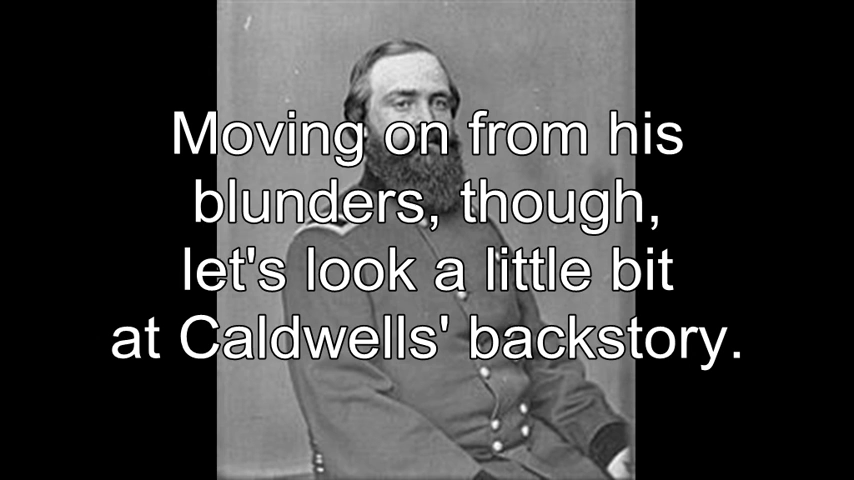 Moving on from his
blunders, though,
let's look a little bit
at Caldwells' backstory.